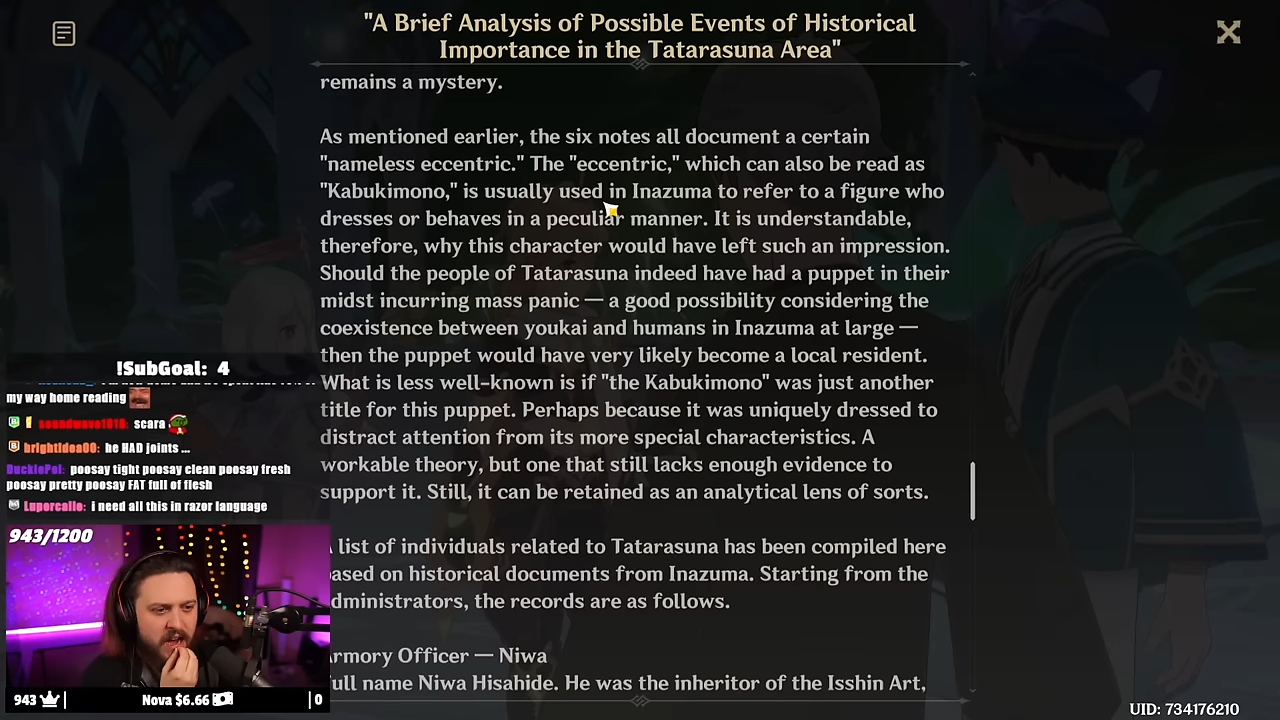 "A Brief Analysis of Possible Events of Historical
Importance in the Tatarasuna Area"
remains a mystery.
As mentioned earlier, the six notes all document a certain
"nameless eccentric." The "eccentric," which can also be read as
"Kabukimono," is usually used in Inazuma to refer to a figure who
dresses or behaves in a peculiar manner. It is understandable,
therefore, why this character would have left such an impression.
Should the people of Tatarasuna indeed have had a puppet in their
midst incurring mass panic — a good possibility considering the
coexistence between youkai and humans in Inazuma at large —
then the puppet would have very likely become a local resident.
What is less well-known is if "the Kabukimono" was just another
title for this puppet. Perhaps because it was uniquely dressed to
distract attention from its more special characteristics. A
workable theory, but one that still lacks enough evidence to
support it. Still, it can be retained as an analytical lens of sorts.
list of individuals related to Tatarasuna has been compiled here
based on historical documents from Inazuma. Starting from the
administrators, the records are as follows.
Armory Officer — Niwa
Full name Niwa Hisahide. He was the inheritor of the Isshin Art,
!SubGoal: 4
my way home reading
soundwave1818: scara
brightidea00: he HAD joints ...
DuckiePei: poosay tight poosay clean poosay fresh
poosay pretty poosay FAT full of flesh
Lupercallo: i need all this in razor language
943/1200
943
Nova $6.66
0
UID: 734176210